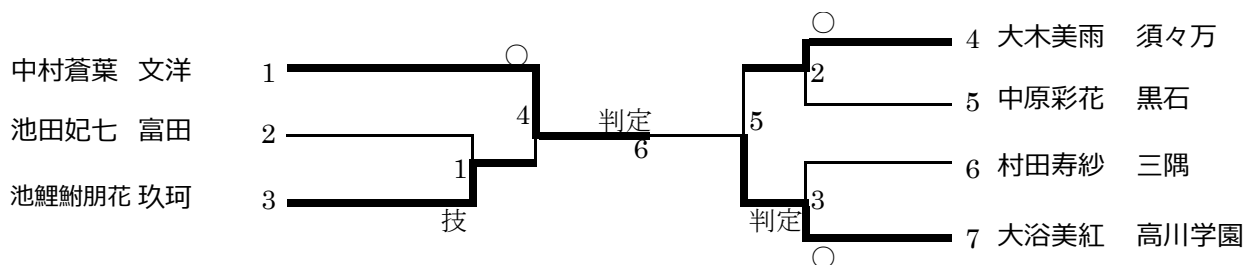 中村蒼葉 文洋 1
池田妃七 富田 2
池鯉鮒朋花 玖珂 3
○
4
1
技
判定
6
○
5
2
3
判定
○
4 大木美雨 須々万
5 中原彩花 黒石
6 村田寿紗 三隅
7 大浴美紅 高川学園